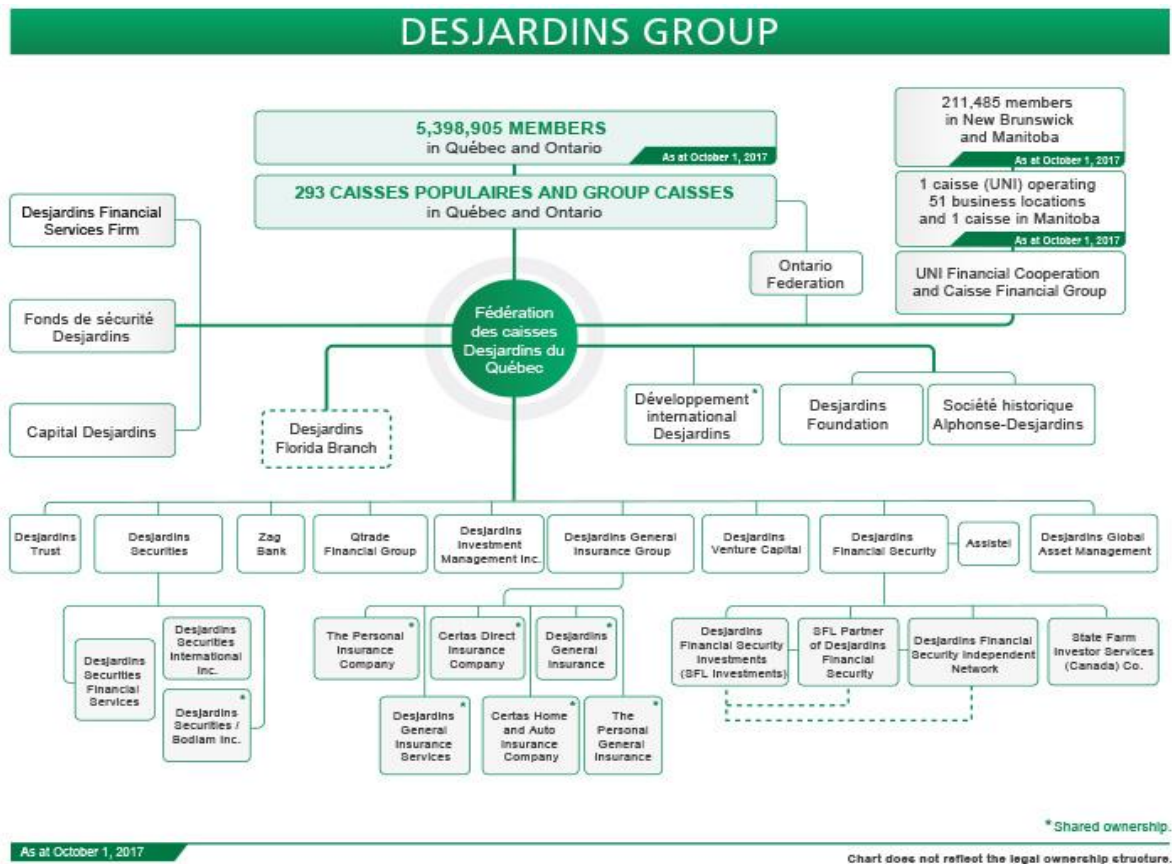 DESJARDINS GROUP
5,398,905 MEMBERS
in Québec and Ontario
As at October 1, 2017
211,485 members
in New Brunswick
and Manitoba
As at October 1, 2017
293 CAISSES POPULAIRES AND GROUP CAISSES
in Québec and Ontario
1 caisse (UNI) operating
51 business locations
and 1 caisse in Manitoba
As at October 1, 2017
Desjardins Financial
Services Firm
Ontario
Federation
UNI Financial Cooperation
and Caisse Financial Group
Fonds de sécurité
Desjardins
Fédération
des caisses
Desjardins du
Québec
Capital Desjardins
Desjardins
Florida Branch
Développement *
international
Desjardins
Desjardins
Foundation
Société historique
Alphonse-Desjardins
Desjardins
Trust
Desjardins
Securities
Zag
Bank
Qtrade
Financial Group
Desjardins
Investment
Management Inc.
Desjardins General
Insurance Group
Desjardins
Venture Capital
Desjardins
Financial Security
Assistel
Desjardins Global
Asset Management
Desjardins
Securities
Financial
Services
Desjardins
Securities
International
Inc.
Desjardins *
Securities /
Bodiam Inc.
The Personal *
Insurance
Company
Certas Direct *
Insurance
Company
Desjardins *
General
Insurance
Desjardins *
General
Insurance
Services
Certas Home *
and Auto
Insurance
Company
The *
Personal
General
Insurance
Desjardins
Financial Security
Investments
(SFL Investments)
SFL Partner
of Desjardins
Financial
Security
Desjardins Financial
Security Independent
Network
State Farm
Investor Services
(Canada) Co.
* Shared ownership.
As at October 1, 2017
Chart does not reflect the legal ownership structure.